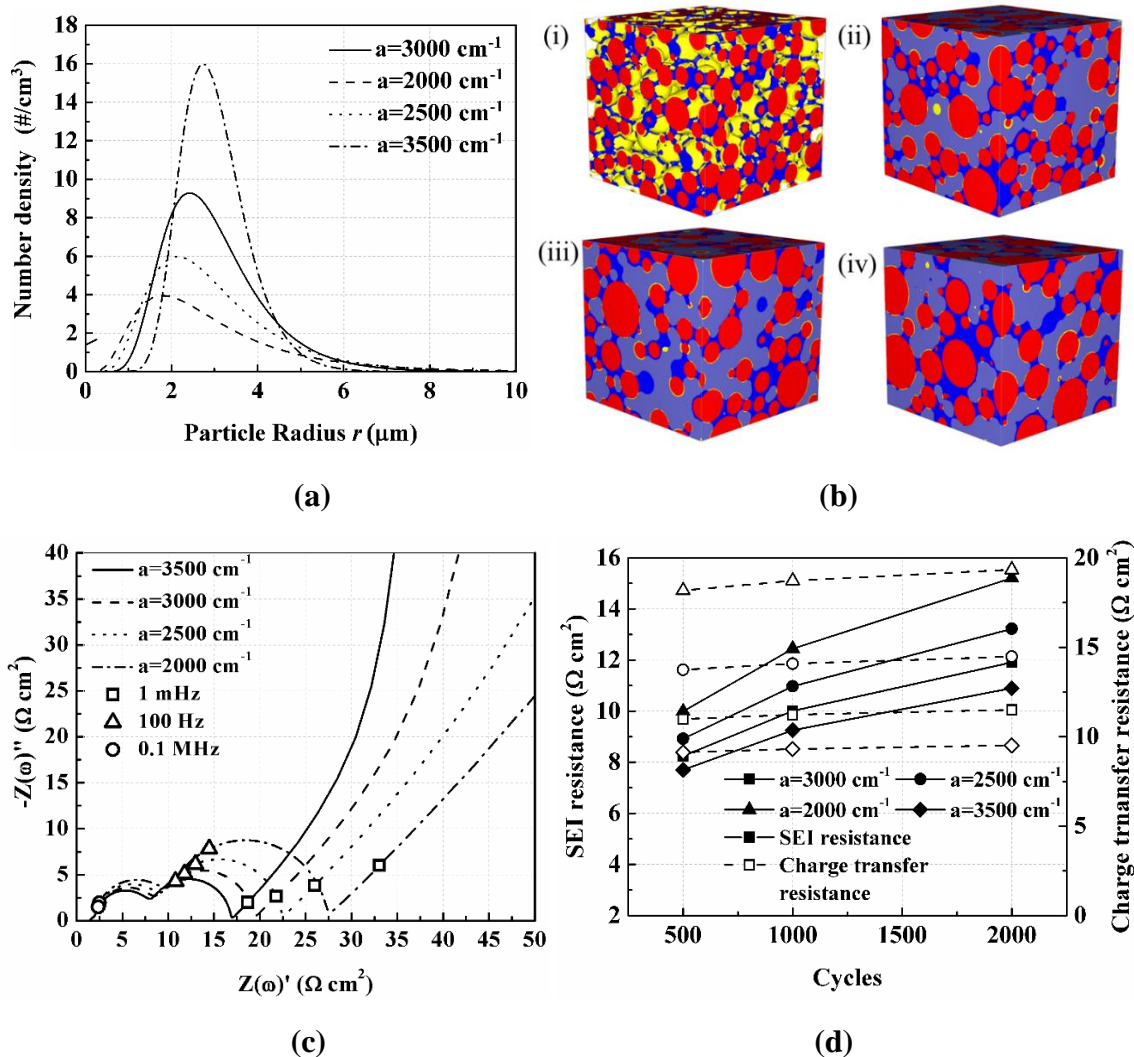 (a)
18
16
14
12
10
8
6
4
2
0
Number density (#/cm³)
a=3000 cm⁻¹
a=2000 cm⁻¹
a=2500 cm⁻¹
a=3500 cm⁻¹
0 2 4 6 8 10
Particle Radius r (μm)
(a)
(b)
(i)
(ii)
(iii)
(iv)
(b)
(c)
40
35
30
25
20
15
10
5
0
-Z(ω)'' (Ω cm²)
a=3500 cm⁻¹
a=3000 cm⁻¹
a=2500 cm⁻¹
a=2000 cm⁻¹
1 mHz
100 Hz
0.1 MHz
0 5 10 15 20 25 30 35 40 45 50
Z(ω)' (Ω cm²)
(c)
(d)
16
14
12
10
8
6
4
2
SEI resistance (Ω cm²)
a=3000 cm⁻¹ a=2500 cm⁻¹
a=2000 cm⁻¹ a=3500 cm⁻¹
SEI resistance
Charge transfer
resistance
20
15
10
5
0
Charge trnansfer resistance (Ω cm²)
500 1000 1500 2000
Cycles
(d)